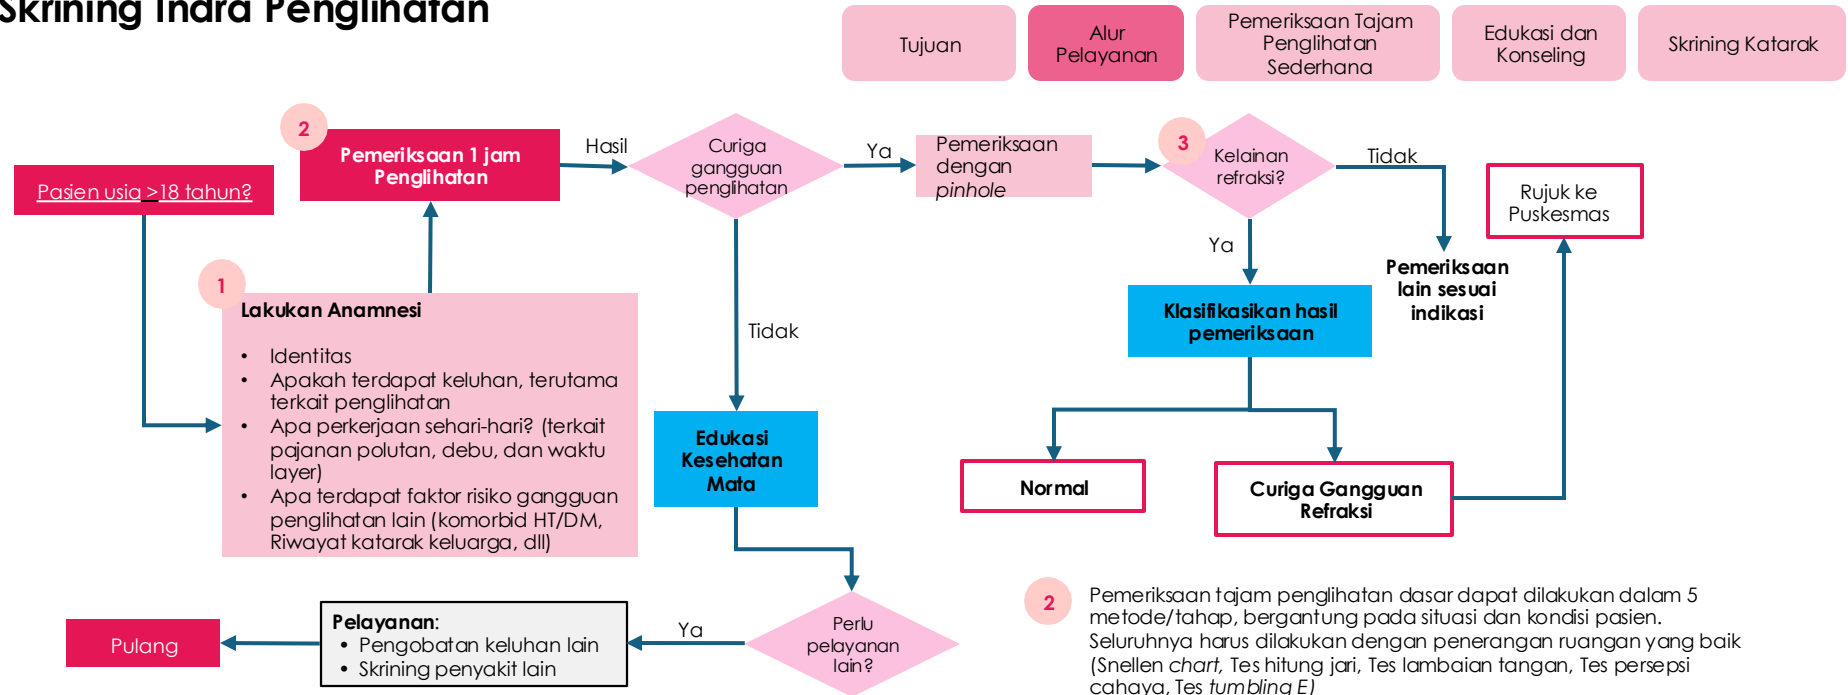 Skrining Indra Penglihatan
Tujuan
Alur
Pelayanan
Pemeriksaan Tajam
Penglihatan
Sederhana
Edukasi dan
Konseling
Skrining Katarak
Pasien usia >18 tahun?
2
Pemeriksaan 1 jam
Penglihatan
Hasil
Curiga
gangguan
penglihatan
Ya
Pemeriksaan
dengan
pinhole
3
Kelainan
refraksi?
Tidak
Rujuk ke
Puskesmas
Ya
Pemeriksaan
lain sesuai
indikasi
1
Lakukan Anamnesi
• Identitas
• Apakah terdapat keluhan, terutama
terkait penglihatan
• Apa perkerjaan sehari-hari? (terkait
pajanan polutan, debu, dan waktu
layer)
• Apa terdapat faktor risiko gangguan
penglihatan lain (komorbid HT/DM,
Riwayat katarak keluarga, dll)
Tidak
Klasifikasikan hasil
pemeriksaan
Edukasi
Kesehatan
Mata
Normal
Curiga Gangguan
Refraksi
Perlu
pelayanan
lain?
Ya
Pelayanan:
• Pengobatan keluhan lain
• Skrining penyakit lain
Pulang
2
Pemeriksaan tajam penglihatan dasar dapat dilakukan dalam 5
metode/tahap, bergantung pada situasi dan kondisi pasien.
Seluruhnya harus dilakukan dengan penerangan ruangan yang baik
(Snellen chart, Tes hitung jari, Tes lambaian tangan, Tes persepsi
cahaya, Tes tumbling E)